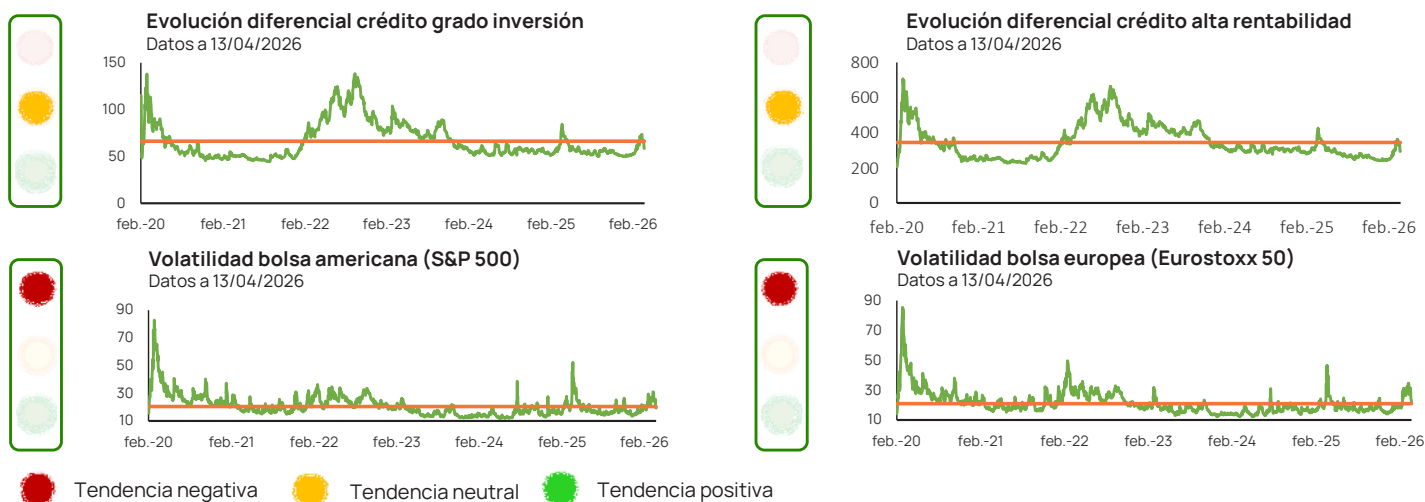 Evolución diferencial crédito grado inversión
Datos a 13/04/2026
150
100
50
0
feb.-20 feb.-21 feb.-22 feb.-23 feb.-24 feb.-25 feb.-26
Evolución diferencial crédito alta rentabilidad
Datos a 13/04/2026
800
600
400
200
0
feb.-20 feb.-21 feb.-22 feb.-23 feb.-24 feb.-25 feb.-26
Volatilidad bolsa americana (S&P 500)
Datos a 13/04/2026
90
70
50
30
10
feb.-20 feb.-21 feb.-22 feb.-23 feb.-24 feb.-25 feb.-26
Volatilidad bolsa europea (Eurostoxx 50)
Datos a 13/04/2026
90
70
50
30
10
feb.-20 feb.-21 feb.-22 feb.-23 feb.-24 feb.-25 feb.-26
Tendencia negativa Tendencia neutral Tendencia positiva